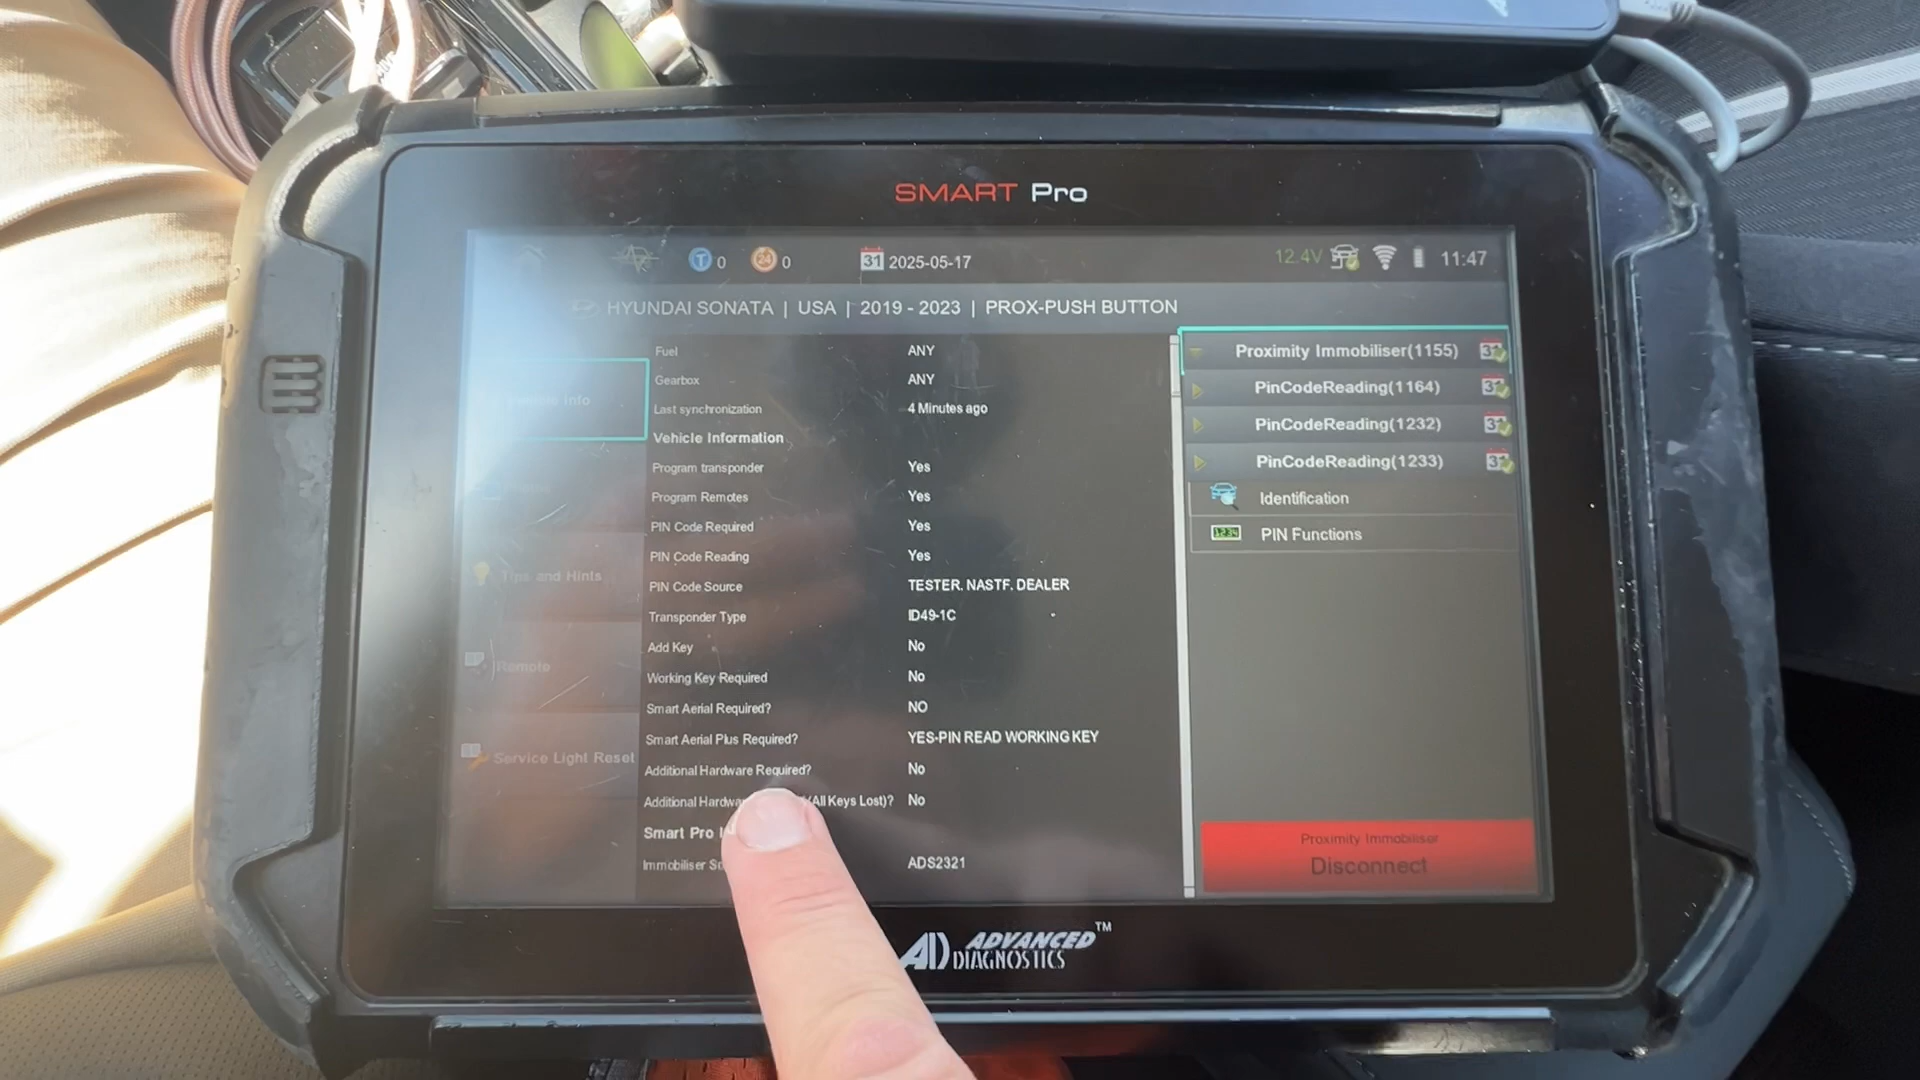 SMART Pro
0 24 0 31 2025-05-17 12.4V 11:47
HYUNDAI SONATA | USA | 2019 - 2023 | PROX-PUSH BUTTON
Info
Tips and Hints
Remote
Service Light Reset
Fuel ANY
Gearbox ANY
Last synchronization 4 Minutes ago
Vehicle Information
Program transponder Yes
Program Remotes Yes
PIN Code Required Yes
PIN Code Reading Yes
PIN Code Source TESTER. NASTF. DEALER
Transponder Type ID49-1C
Add Key No
Working Key Required No
Smart Aerial Required? NO
Smart Aerial Plus Required? YES-PIN READ WORKING KEY
Additional Hardware Required? No
Additional (All Keys Lost)? No
Smart Pro
Immobiliser ADS2321
Proximity Immobiliser(1155)
PinCodeReading(1164)
PinCodeReading(1232)
PinCodeReading(1233)
Identification
PIN Functions
Proximity Immobiliser
Disconnect
AD ADVANCED
DIAGNOSTICS ™